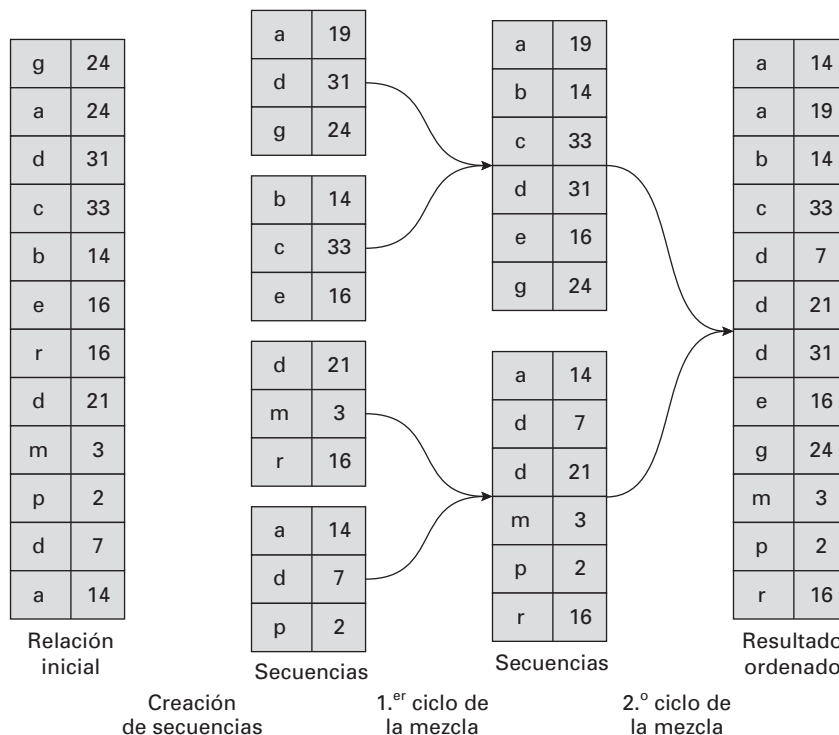 g 24
a 24
d 31
c 33
b 14
e 16
r 16
d 21
m 3
p 2
d 7
a 14
Relación
inicial
a 19
d 31
g 24
b 14
c 33
e 16
d 21
m 3
r 16
a 14
d 7
p 2
Secuencias
a 19
b 14
c 33
d 31
e 16
g 24
a 14
d 7
d 21
m 3
p 2
r 16
Secuencias
a 14
a 19
b 14
c 33
d 7
d 21
d 31
e 16
g 24
m 3
p 2
r 16
Resultado
ordenado
Creación
de secuencias
1.er ciclo de
la mezcla
2.º ciclo de
la mezcla